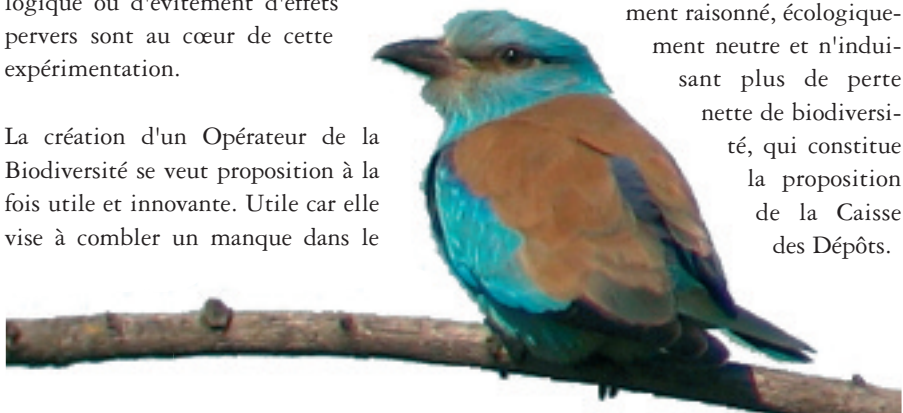 logique ou d'évitement d'effets
pervers sont au cœur de cette
expérimentation.
La création d'un Opérateur de la
Biodiversité se veut proposition à la
fois utile et innovante. Utile car elle
vise à combler un manque dans le
ment raisonné, écologique-
ment neutre et n'indui-
sant plus de perte
nette de biodiversi-
té, qui constitue
la proposition
de la Caisse
des Dépôts.